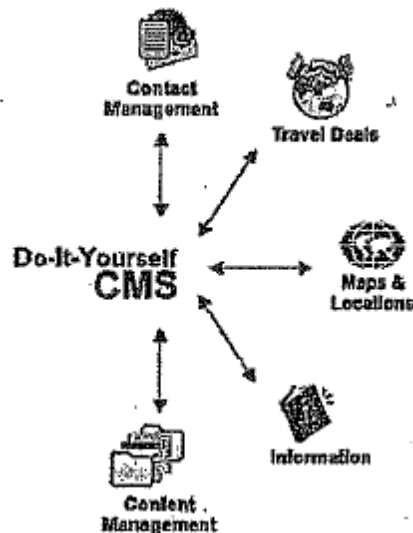 Contact
Management
Travel Deals
Do-It-Yourself
CMS
Maps &
Locations
Information
Content
Management